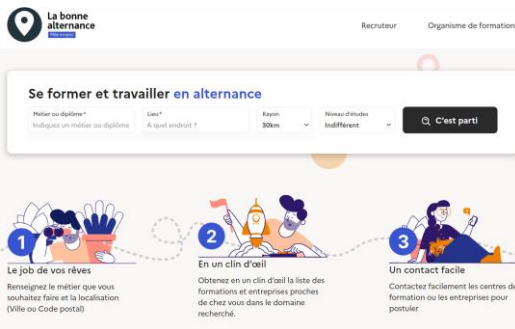 La bonne
alternance
Recruteur
Organisme de formation
Se former et travailler en alternance
Métier ou diplôme*
Lieu*
Rayon
Niveau d'études
Indiquez un métier ou diplôme
A quel endroit ?
30km
Indifférent
C'est parti
1
2
3
Le job de vos rêves
Renseignez le métier que vous
souhaitez faire et la localisation
(Ville ou Code postal)
En un clin d'œil
Obtenez en un clin d'œil la liste des
formations et entreprises proches
de chez vous dans le domaine
recherché.
Un contact facile
Contactez facilement les centres de
formation ou les entreprises pour
postuler